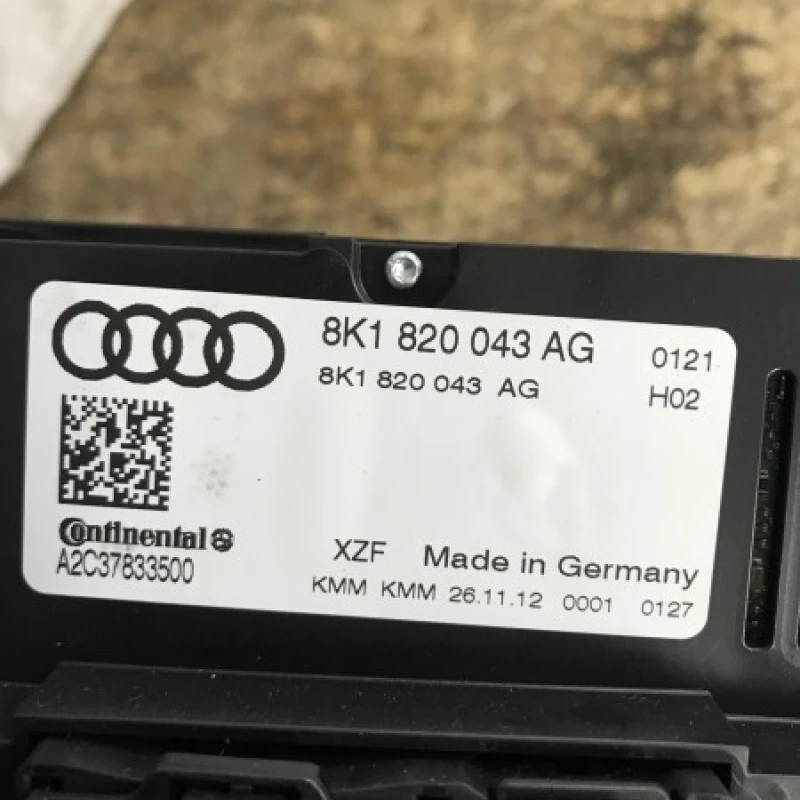 8K1 820 043 AG 0121
8K1 820 043 AG H02
Continental
A2C37833500
XZF Made in Germany
KMM KMM 26.11.12 0001 0127